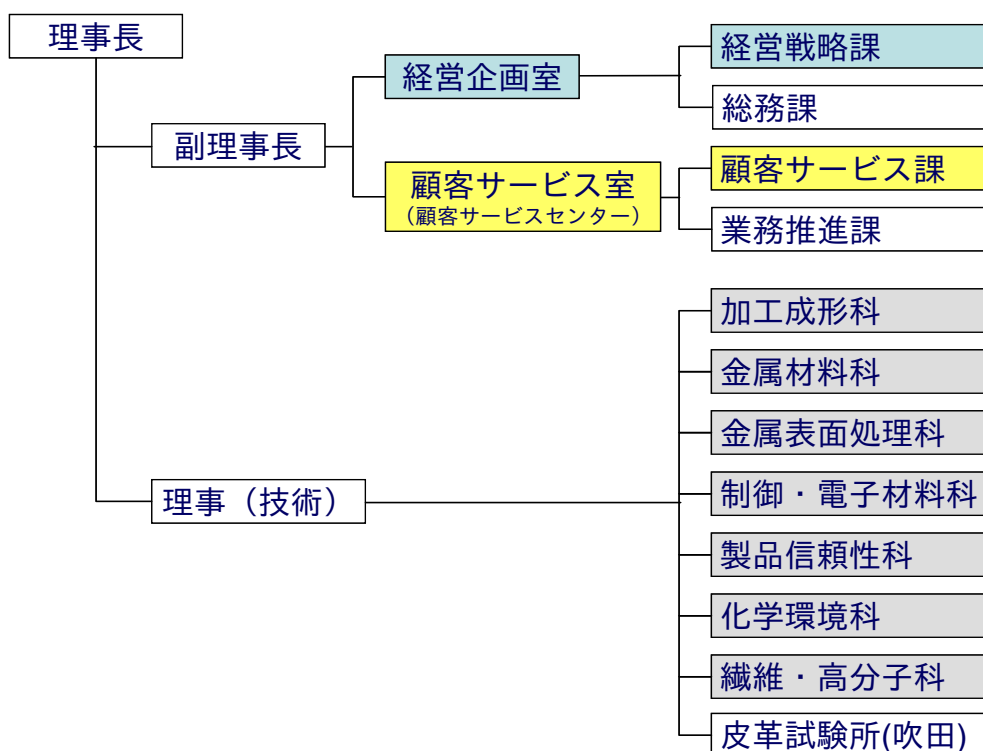 理事長
副理事長
経営企画室
経営戦略課
総務課
顧客サービス室
（顧客サービスセンター）
顧客サービス課
業務推進課
理事（技術）
加工成形科
金属材料科
金属表面処理科
制御・電子材料科
製品信頼性科
化学環境科
繊維・高分子科
皮革試験所(吹田)